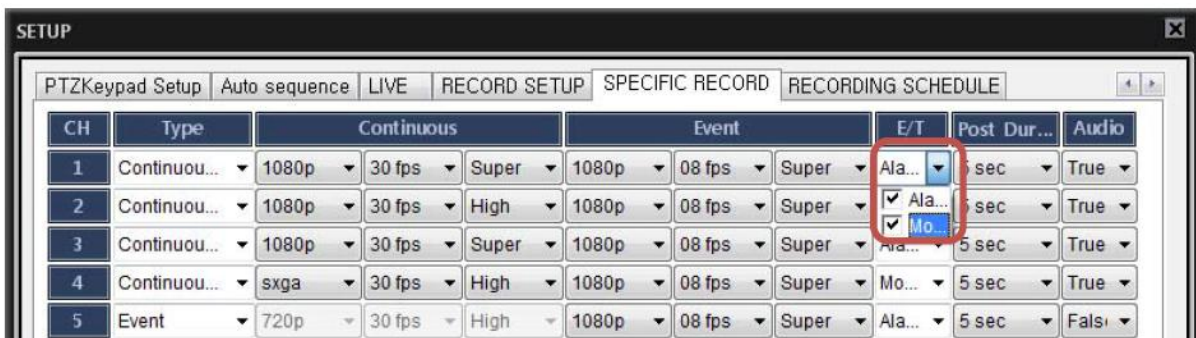 SETUP
PTZKeypad Setup Auto sequence LIVE RECORD SETUP SPECIFIC RECORD RECORDING SCHEDULE
CH Type Continuous Event E/T Post Dur... Audio
1 Continuou... 1080p 30 fps Super 1080p 08 fps Super Ala... 5 sec True
2 Continuou... 1080p 30 fps High 1080p 08 fps Super Ala... 5 sec True
3 Continuou... 1080p 30 fps Super 1080p 08 fps Super Mo... Ala... 5 sec True
4 Continuou... sxga 30 fps High 1080p 08 fps Super Mo... 5 sec True
5 Event 720p 30 fps High 1080p 08 fps Super Ala... 5 sec Fals